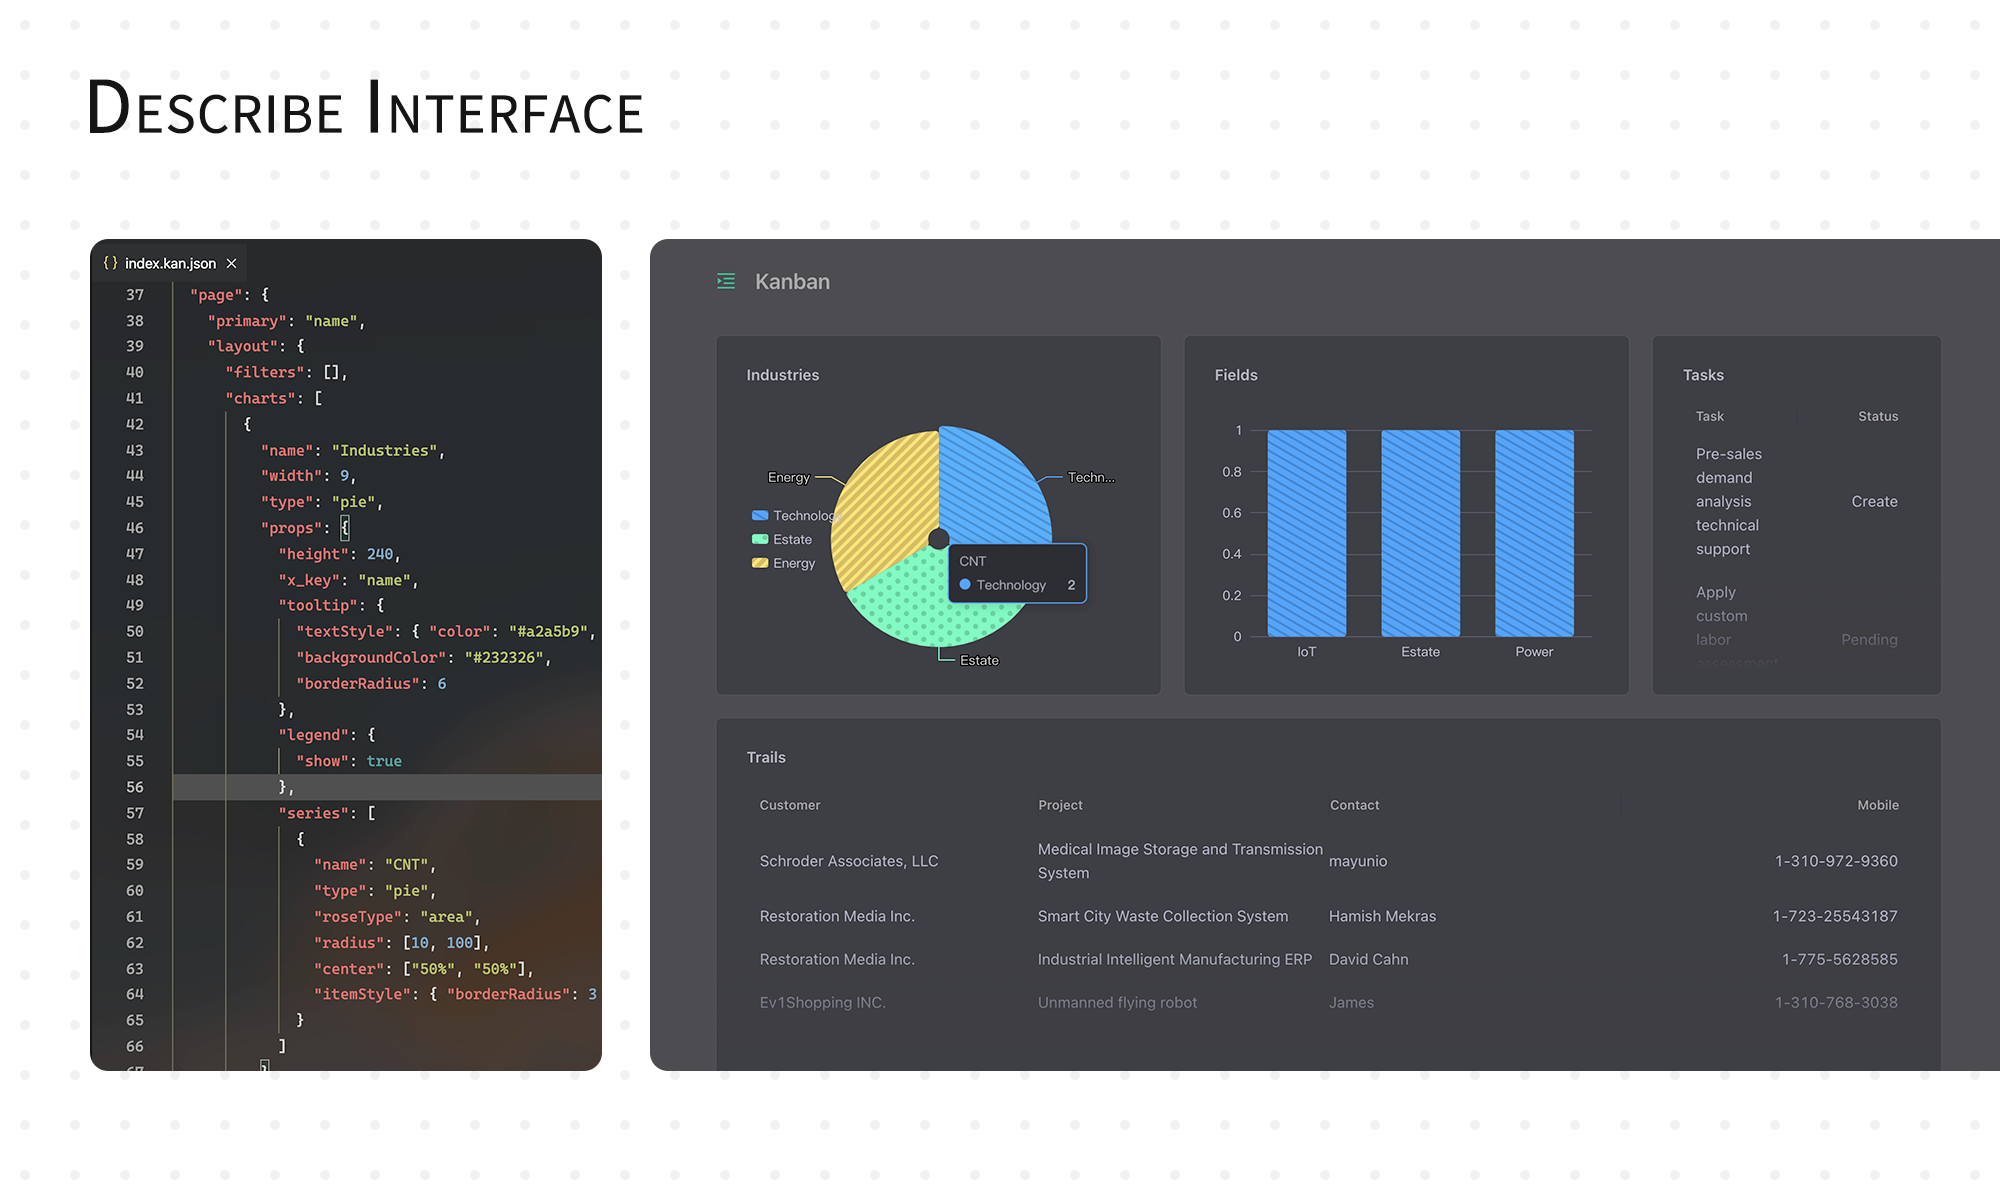 Describe Interface
{} index.kan.json ×
37 "page": {
38 "primary": "name",
39 "layout": {
40 "filters": [],
41 "charts": [
42 {
43 "name": "Industries",
44 "width": 9,
45 "type": "pie",
46 "props": {
47 "height": 240,
48 "x_key": "name",
49 "tooltip": {
50 "textStyle": { "color": "#a2a5b9",
51 "backgroundColor": "#232326",
52 "borderRadius": 6
53 },
54 "legend": {
55 "show": true
56 },
57 "series": [
58 {
59 "name": "CNT",
60 "type": "pie",
61 "roseType": "area",
62 "radius": [10, 100],
63 "center": ["50%", "50%"],
64 "itemStyle": { "borderRadius": 3
65 }
66 ]
67 }
Kanban
Industries
Energy
Techn...
Technology
Estate
Energy
CNT
Technology 2
Estate
Fields
1
0.8
0.6
0.4
0.2
0
IoT Estate Power
Tasks
Task Status
Pre-sales
demand
analysis Create
technical
support
Apply
custom
labor Pending
assessment
Trails
Customer Project Contact Mobile
Schroder Associates, LLC Medical Image Storage and Transmission System mayunio 1-310-972-9360
Restoration Media Inc. Smart City Waste Collection System Hamish Mekras 1-723-25543187
Restoration Media Inc. Industrial Intelligent Manufacturing ERP David Cahn 1-775-5628585
Ev1Shopping INC. Unmanned flying robot James 1-310-768-3038